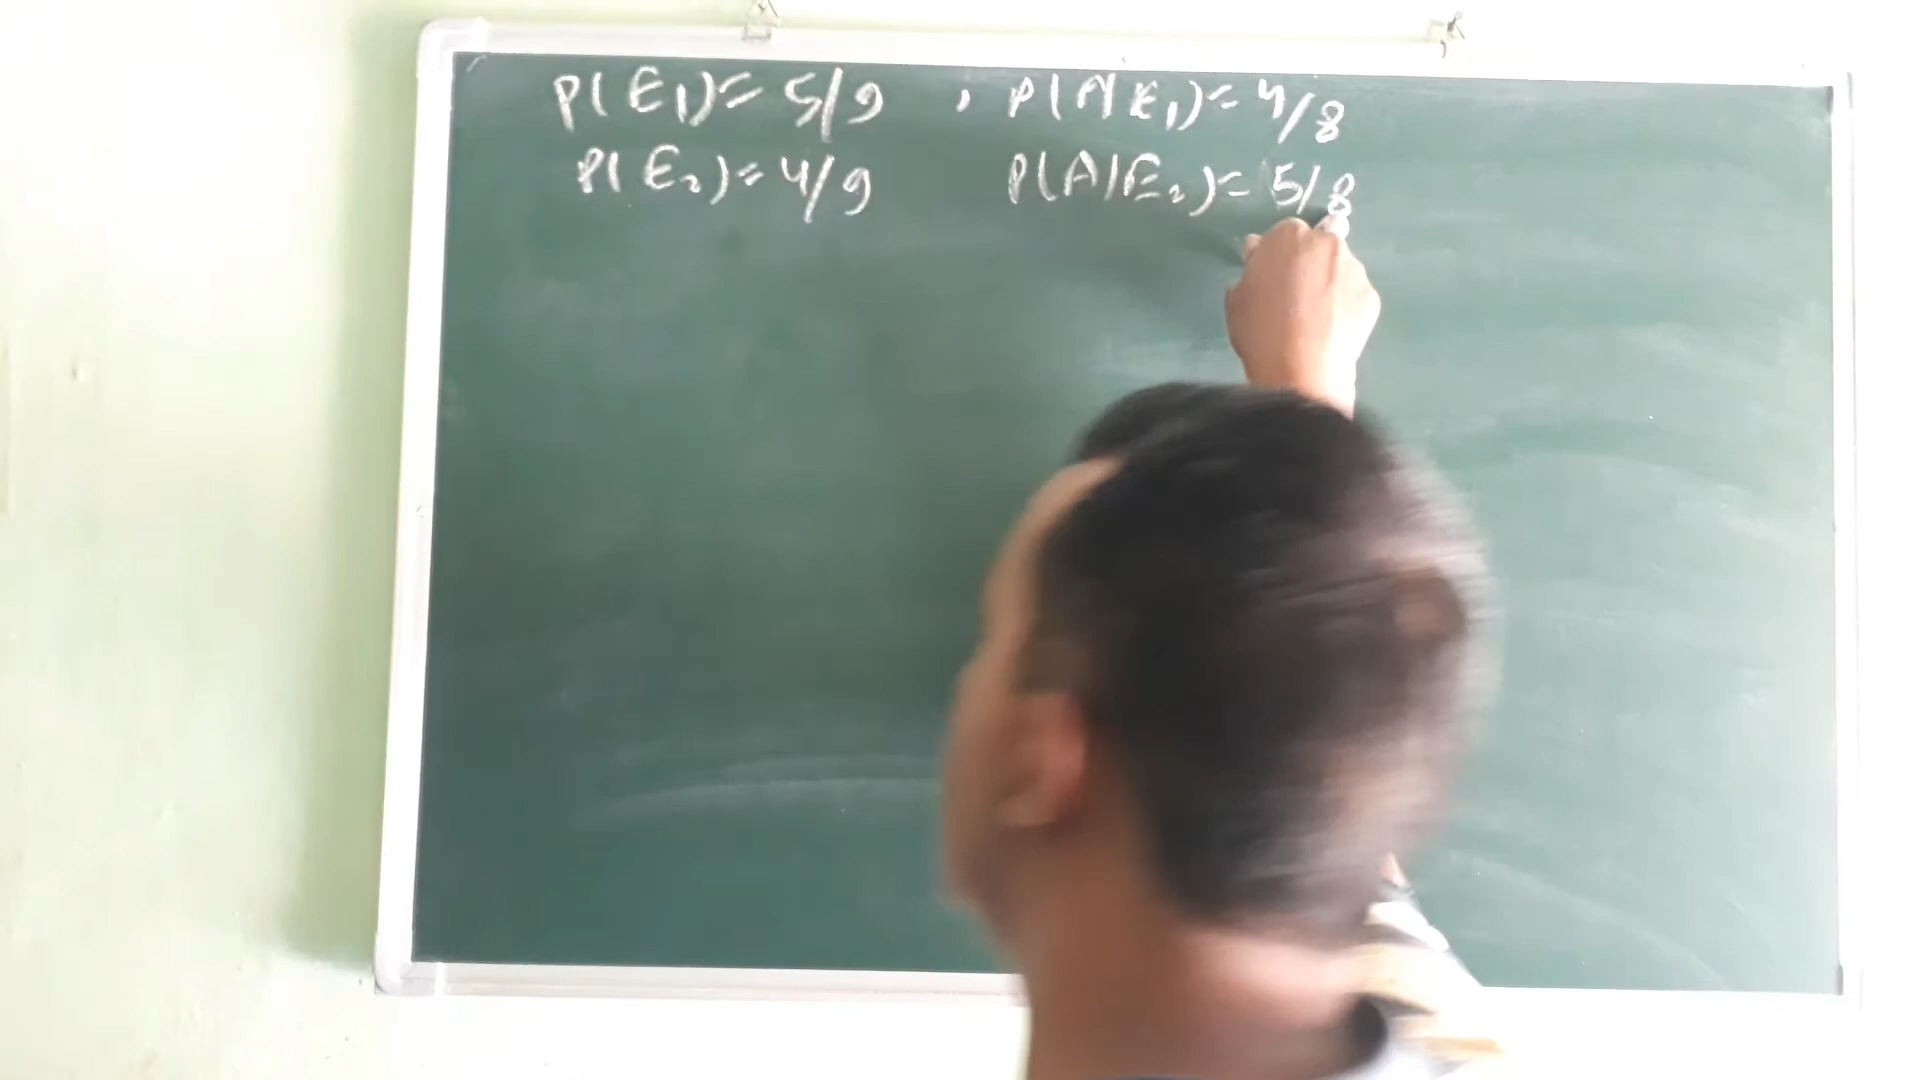 P(E₁)= 5/9 , P(A|E₁)= 4/8
P(E₂)= 4/9 P(A|E₂)= 5/8